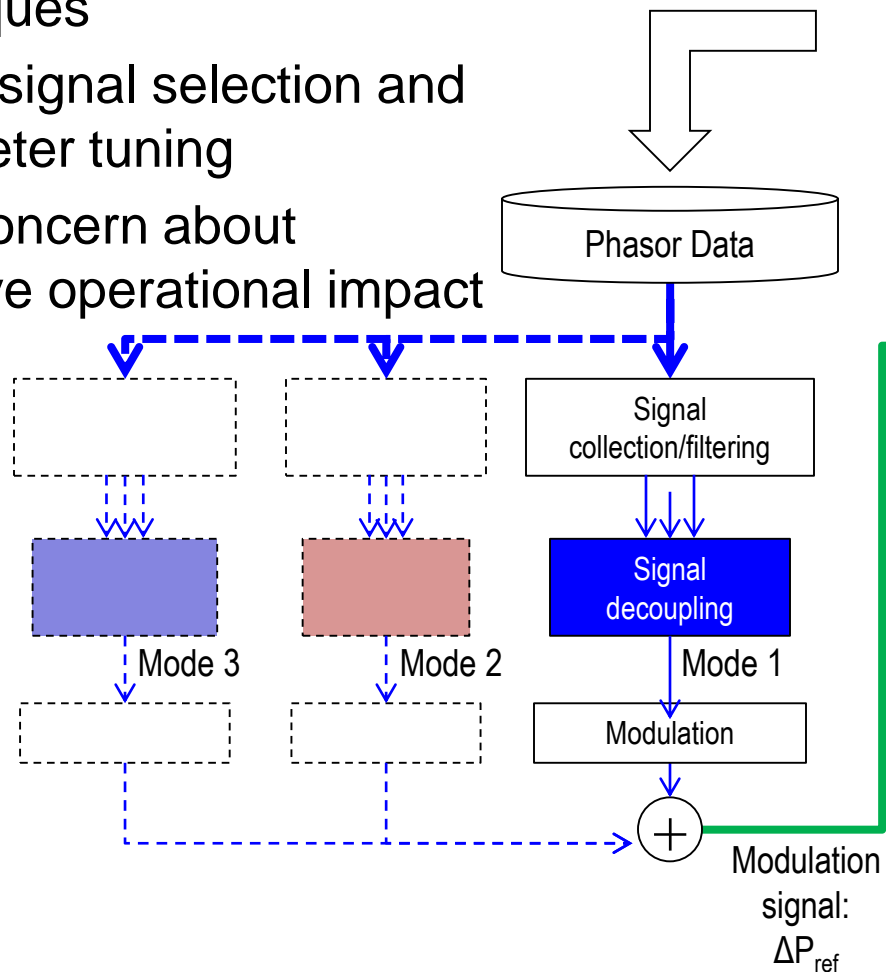 ques
signal selection and
eter tuning
oncern about
ve operational impact
Phasor Data
Signal
collection/filtering
Signal
decoupling
Mode 3
Mode 2
Mode 1
Modulation
+
Modulation
signal:
ΔPref